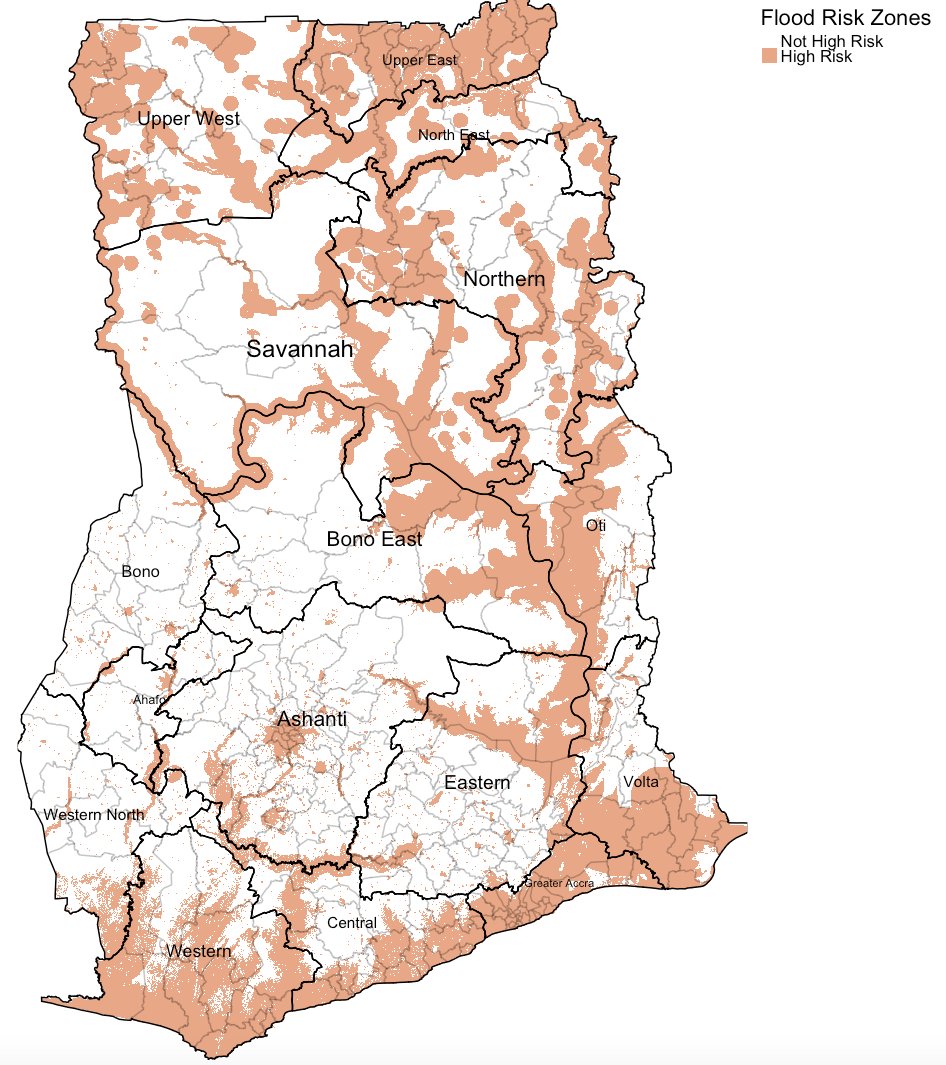 Flood Risk Zones
Not High Risk
High Risk
Upper East
Upper West
North East
Northern
Savannah
Oti
Bono East
Bono
Ahafo
Ashanti
Eastern
Volta
Western North
Greater Accra
Central
Western